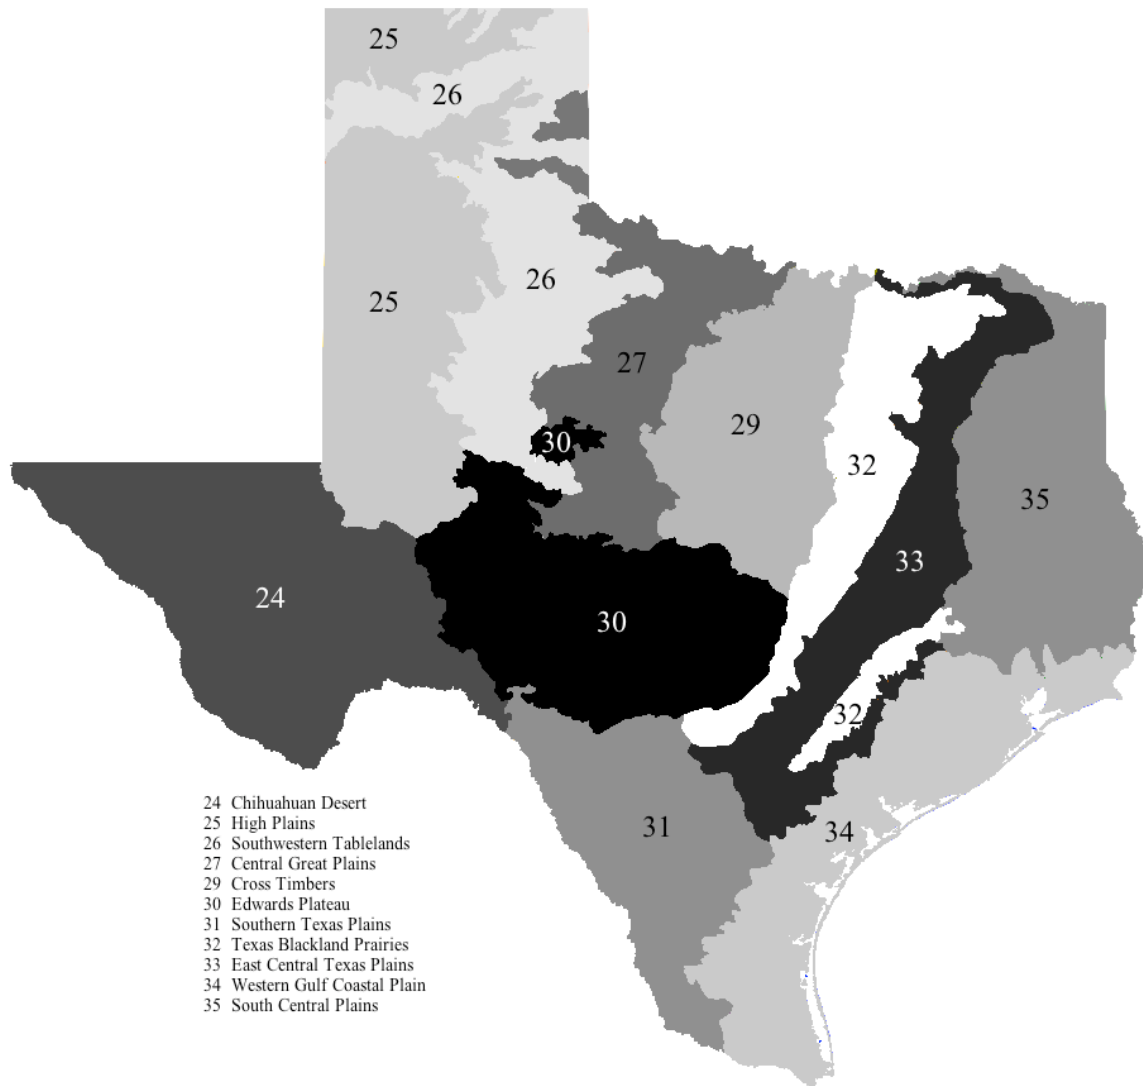 25
26
26
25
27
29
30
32
35
33
24
30
32
31
34
24 Chihuahuan Desert
25 High Plains
26 Southwestern Tablelands
27 Central Great Plains
29 Cross Timbers
30 Edwards Plateau
31 Southern Texas Plains
32 Texas Blackland Prairies
33 East Central Texas Plains
34 Western Gulf Coastal Plain
35 South Central Plains